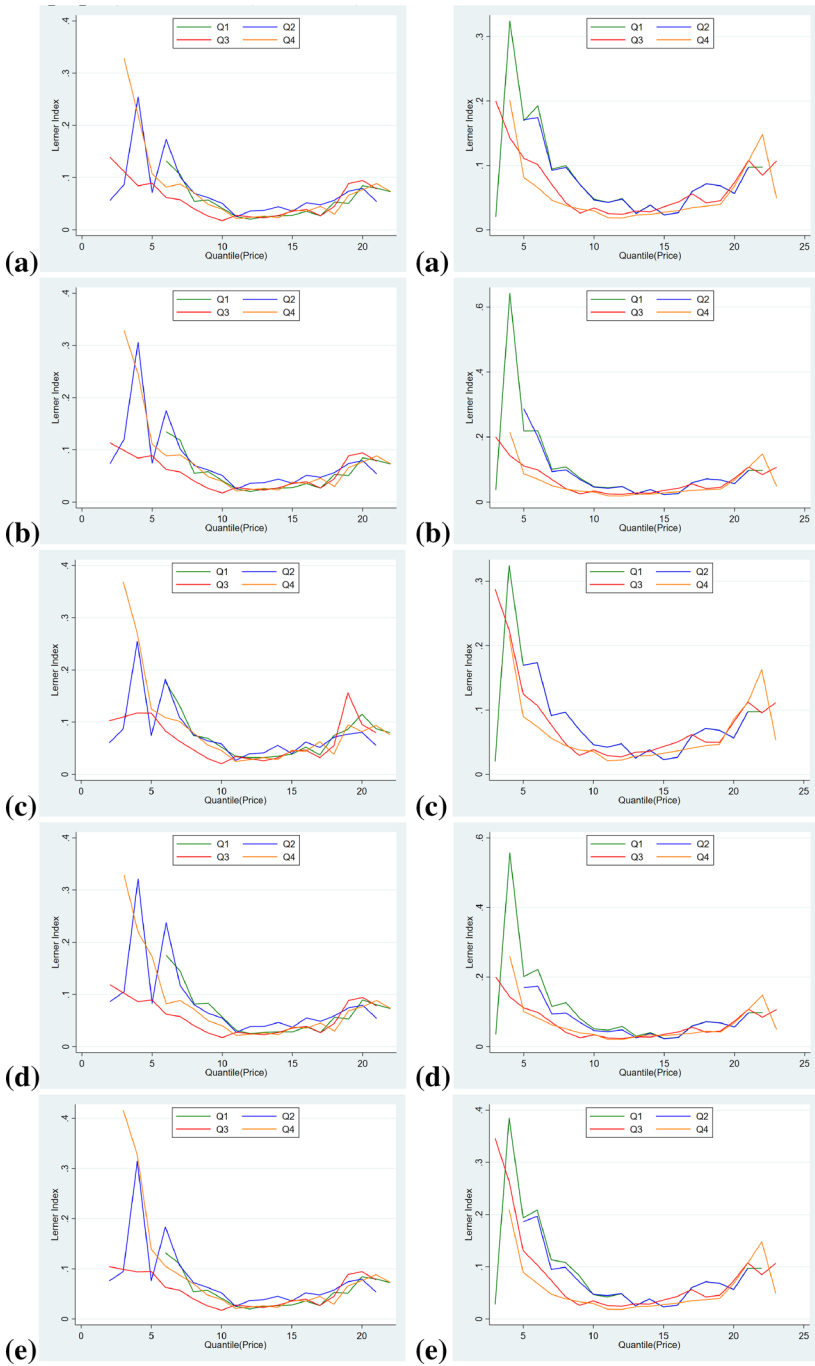 Q1 Q2
Q3 Q4
Lerner Index
0 .1 .2 .3 .4
0 5 10 15 20
Quantile(Price)
(a)
Q1 Q2
Q3 Q4
Lerner Index
0 .1 .2 .3
5 10 15 20 25
Quantile(Price)
(a)
Q1 Q2
Q3 Q4
Lerner Index
0 .1 .2 .3 .4
0 5 10 15 20
Quantile(Price)
(b)
Q1 Q2
Q3 Q4
Lerner Index
0 .2 .4 .6
5 10 15 20 25
Quantile(Price)
(b)
Q1 Q2
Q3 Q4
Lerner Index
0 .1 .2 .3 .4
0 5 10 15 20
Quantile(Price)
(c)
Q1 Q2
Q3 Q4
Lerner Index
0 .1 .2 .3
5 10 15 20 25
Quantile(Price)
(c)
Q1 Q2
Q3 Q4
Lerner Index
0 .1 .2 .3 .4
0 5 10 15 20
Quantile(Price)
(d)
Q1 Q2
Q3 Q4
Lerner Index
0 .2 .4 .6
5 10 15 20 25
Quantile(Price)
(d)
Q1 Q2
Q3 Q4
Lerner Index
0 .1 .2 .3 .4
0 5 10 15 20
Quantile(Price)
(e)
Q1 Q2
Q3 Q4
Lerner Index
0 .1 .2 .3 .4
5 10 15 20 25
Quantile(Price)
(e)